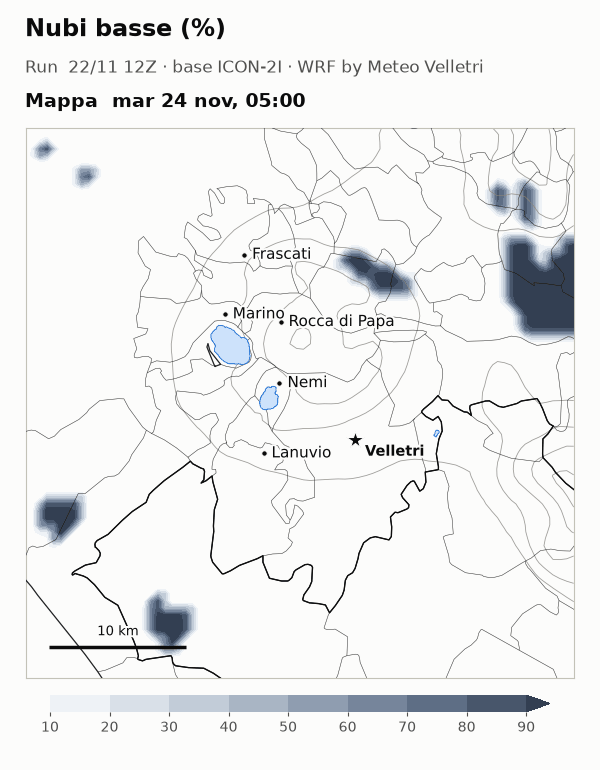 Nubi basse (%)
Run  22/11 12Z · base ICON-2I · WRF by Meteo Velletri
Mappa  mar 24 nov, 05:00
Frascati
Marino
Rocca di Papa
Nemi
Velletri
Lanuvio
10 km
10 20 30 40 50 60 70 80 90